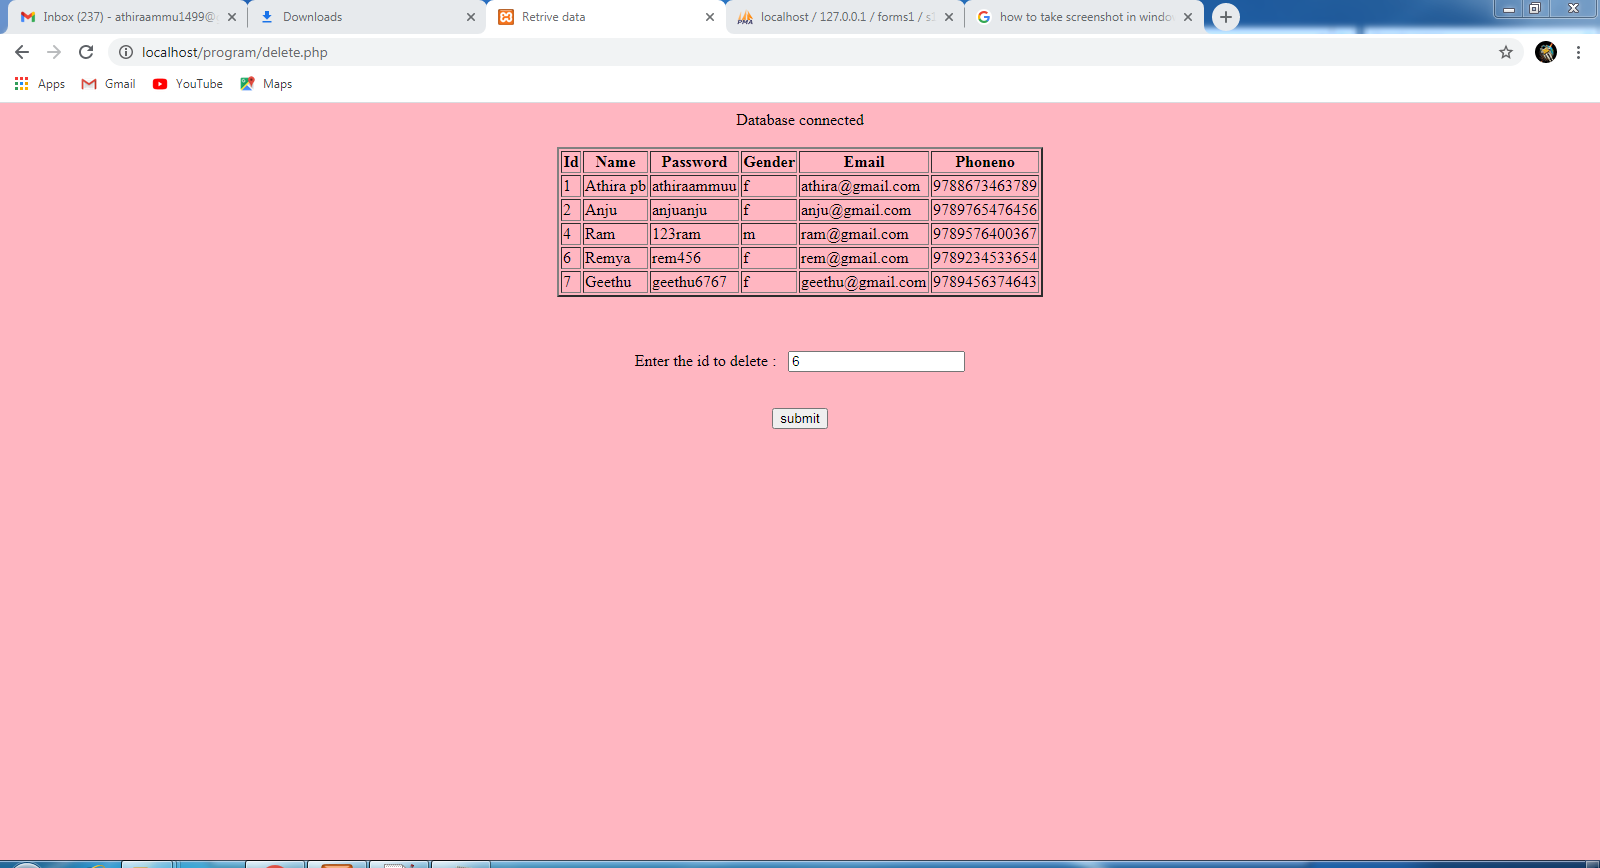 Inbox (237) - athiraammu1499@
Downloads
Retrive data
localhost / 127.0.0.1 / forms1 / s
how to take screenshot in windo
localhost/program/delete.php
Apps Gmail YouTube Maps
Database connected
Id Name Password Gender Email Phoneno
1 Athira pb athiraammuu f athira@gmail.com 9788673463789
2 Anju anjuanju f anju@gmail.com 9789765476456
4 Ram 123ram m ram@gmail.com 9789576400367
6 Remya rem456 f rem@gmail.com 9789234533654
7 Geethu geethu6767 f geethu@gmail.com 9789456374643
Enter the id to delete : 6
submit